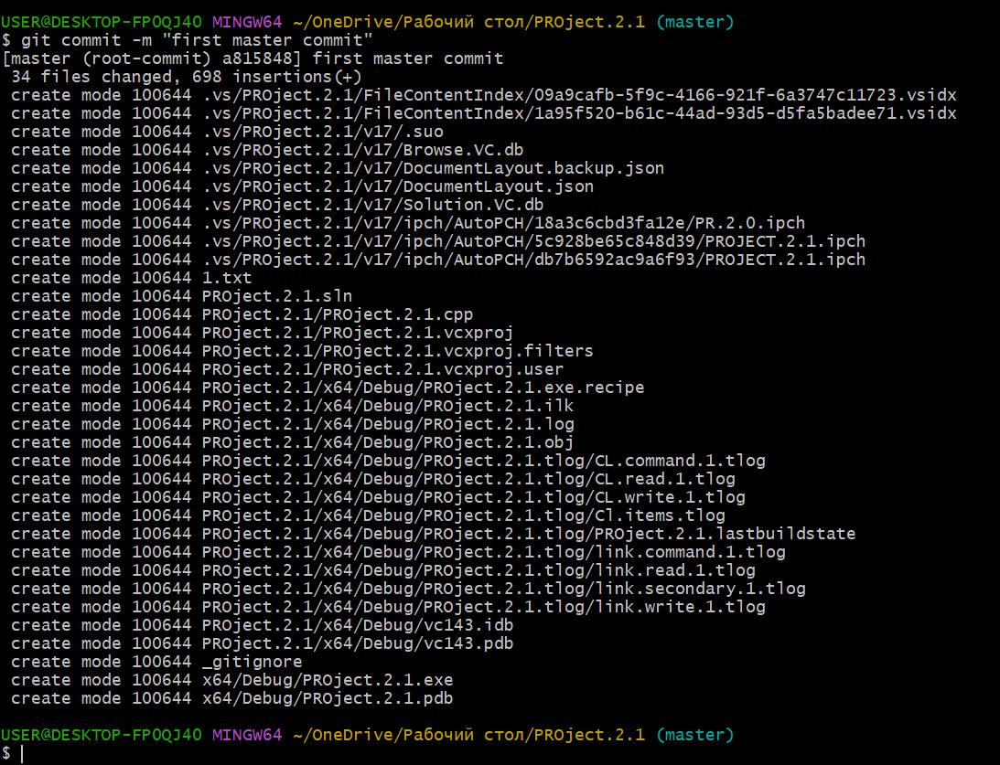 USER@DESKTOP-FP0QJ40 MINGW64 ~/OneDrive/Рабочий стол/PROject.2.1 (master)
$ git commit -m "first master commit"
[master (root-commit) a815848] first master commit
 34 files changed, 698 insertions(+)
 create mode 100644 .vs/PROject.2.1/FileContentIndex/09a9cafb-5f9c-4166-921f-6a3747c11723.vsidx
 create mode 100644 .vs/PROject.2.1/FileContentIndex/1a95f520-b61c-44ad-93d5-d5fa5badee71.vsidx
 create mode 100644 .vs/PROject.2.1/v17/.suo
 create mode 100644 .vs/PROject.2.1/v17/Browse.VC.db
 create mode 100644 .vs/PROject.2.1/v17/DocumentLayout.backup.json
 create mode 100644 .vs/PROject.2.1/v17/DocumentLayout.json
 create mode 100644 .vs/PROject.2.1/v17/Solution.VC.db
 create mode 100644 .vs/PROject.2.1/v17/ipch/AutoPCH/18a3c6cbd3fa12e/PR.2.0.ipch
 create mode 100644 .vs/PROject.2.1/v17/ipch/AutoPCH/5c928be65c848d39/PROJECT.2.1.ipch
 create mode 100644 .vs/PROject.2.1/v17/ipch/AutoPCH/db7b6592ac9a6f93/PROJECT.2.1.ipch
 create mode 100644 1.txt
 create mode 100644 PROject.2.1.sln
 create mode 100644 PROject.2.1/PROject.2.1.cpp
 create mode 100644 PROject.2.1/PROject.2.1.vcxproj
 create mode 100644 PROject.2.1/PROject.2.1.vcxproj.filters
 create mode 100644 PROject.2.1/PROject.2.1.vcxproj.user
 create mode 100644 PROject.2.1/x64/Debug/PROject.2.1.exe.recipe
 create mode 100644 PROject.2.1/x64/Debug/PROject.2.1.ilk
 create mode 100644 PROject.2.1/x64/Debug/PROject.2.1.log
 create mode 100644 PROject.2.1/x64/Debug/PROject.2.1.obj
 create mode 100644 PROject.2.1/x64/Debug/PROject.2.1.tlog/CL.command.1.tlog
 create mode 100644 PROject.2.1/x64/Debug/PROject.2.1.tlog/CL.read.1.tlog
 create mode 100644 PROject.2.1/x64/Debug/PROject.2.1.tlog/CL.write.1.tlog
 create mode 100644 PROject.2.1/x64/Debug/PROject.2.1.tlog/Cl.items.tlog
 create mode 100644 PROject.2.1/x64/Debug/PROject.2.1.tlog/PROject.2.1.lastbuildstate
 create mode 100644 PROject.2.1/x64/Debug/PROject.2.1.tlog/link.command.1.tlog
 create mode 100644 PROject.2.1/x64/Debug/PROject.2.1.tlog/link.read.1.tlog
 create mode 100644 PROject.2.1/x64/Debug/PROject.2.1.tlog/link.secondary.1.tlog
 create mode 100644 PROject.2.1/x64/Debug/PROject.2.1.tlog/link.write.1.tlog
 create mode 100644 PROject.2.1/x64/Debug/vc143.idb
 create mode 100644 PROject.2.1/x64/Debug/vc143.pdb
 create mode 100644 _gitignore
 create mode 100644 x64/Debug/PROject.2.1.exe
 create mode 100644 x64/Debug/PROject.2.1.pdb
USER@DESKTOP-FP0QJ40 MINGW64 ~/OneDrive/Рабочий стол/PROject.2.1 (master)
$